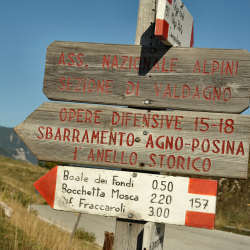 ASS. NAZIONALE ALPINI
SEZIONE DI VALDAGNO
OPERE DIFENSIVE 15-18
SBARRAMENTO AGNO-POSINA
1° ANELLO STORICO
Boale dei Fondi 0.50
Bocchetta Mosca 2.20 157
V. Fraccaroli 3.00